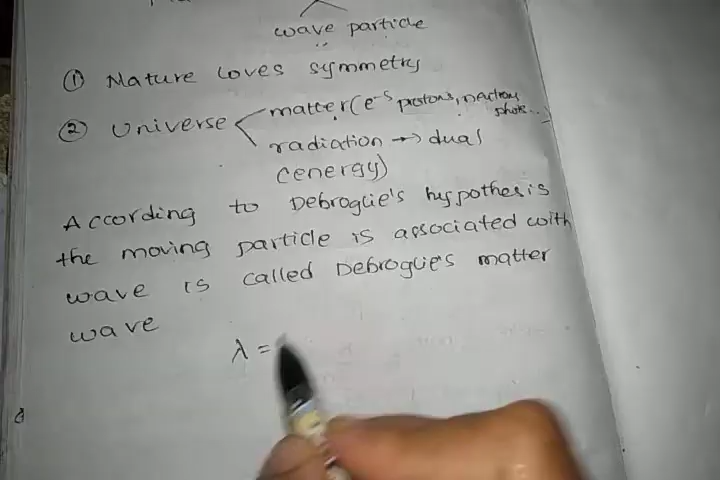 wave particle
① Nature loves symmetry
② Universe matter (e-s protons, neutrons, phot...)
radiation → dual
(energy)
According to Debroglie's hypothesis
the moving particle is associated with
wave is called Debroglie's matter
wave
λ =